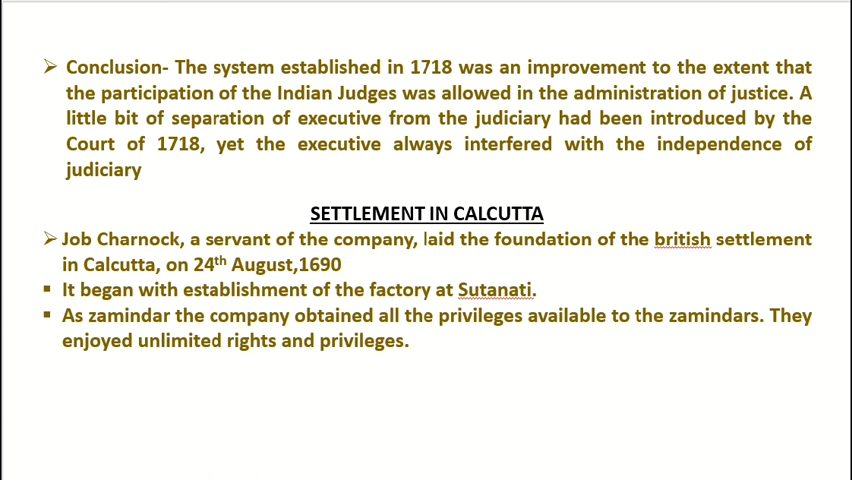 ➢ Conclusion- The system established in 1718 was an improvement to the extent that
the participation of the Indian Judges was allowed in the administration of justice. A
little bit of separation of executive from the judiciary had been introduced by the
Court of 1718, yet the executive always interfered with the independence of
judiciary
SETTLEMENT IN CALCUTTA
➢ Job Charnock, a servant of the company, laid the foundation of the british settlement
in Calcutta, on 24th August,1690
▪ It began with establishment of the factory at Sutanati.
▪ As zamindar the company obtained all the privileges available to the zamindars. They
enjoyed unlimited rights and privileges.